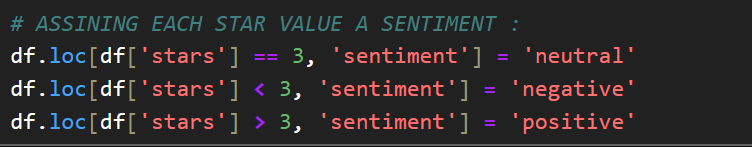 # ASSINING EACH STAR VALUE A SENTIMENT :
df.loc[df['stars'] == 3, 'sentiment'] = 'neutral'
df.loc[df['stars'] < 3, 'sentiment'] = 'negative'
df.loc[df['stars'] > 3, 'sentiment'] = 'positive'